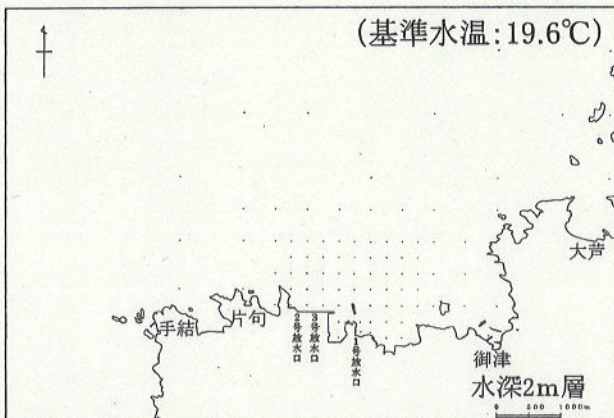 (基準水温:19.6℃)
大芦
手結
片句
2号放水口
3号放水口
1号放水口
御津
水深2m層
0 500 1000m